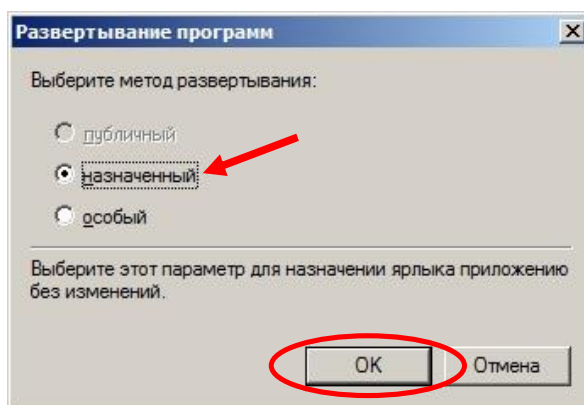 Развертывание программ
Выберите метод развертывания:
публичный
назначенный
особый
Выберите этот параметр для назначении ярлыка приложению
без изменений.
OK
Отмена